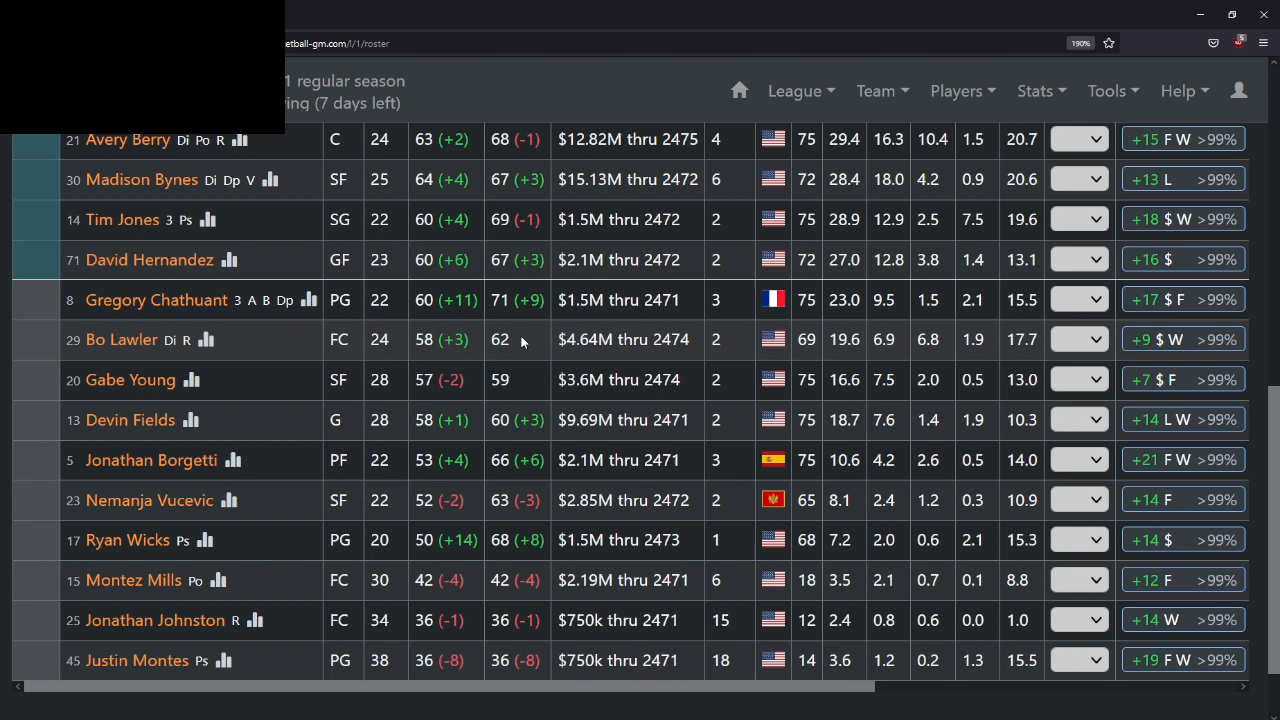 etball-gm.com/l/1/roster
190%
5
1 regular season
ing (7 days left)
League Team Players Stats Tools Help
21 Avery Berry Di Po R C 24 63 (+2) 68 (-1) $12.82M thru 2475 4 75 29.4 16.3 10.4 1.5 20.7 +15 F W >99%
30 Madison Bynes Di Dp V SF 25 64 (+4) 67 (+3) $15.13M thru 2472 6 72 28.4 18.0 4.2 0.9 20.6 +13 L >99%
14 Tim Jones 3 Ps SG 22 60 (+4) 69 (-1) $1.5M thru 2472 2 75 28.9 12.9 2.5 7.5 19.6 +18 $ W >99%
71 David Hernandez GF 23 60 (+6) 67 (+3) $2.1M thru 2472 2 72 27.0 12.8 3.8 1.4 13.1 +16 $ >99%
8 Gregory Chathuant 3 A B Dp PG 22 60 (+11) 71 (+9) $1.5M thru 2471 3 75 23.0 9.5 1.5 2.1 15.5 +17 $ F >99%
29 Bo Lawler Di R FC 24 58 (+3) 62 $4.64M thru 2474 2 69 19.6 6.9 6.8 1.9 17.7 +9 $ W >99%
20 Gabe Young SF 28 57 (-2) 59 $3.6M thru 2474 2 75 16.6 7.5 2.0 0.5 13.0 +7 $ F >99%
13 Devin Fields G 28 58 (+1) 60 (+3) $9.69M thru 2471 2 75 18.7 7.6 1.4 1.9 10.3 +14 L W >99%
5 Jonathan Borgetti PF 22 53 (+4) 66 (+6) $2.1M thru 2471 3 75 10.6 4.2 2.6 0.5 14.0 +21 F W >99%
23 Nemanja Vucevic SF 22 52 (-2) 63 (-3) $2.85M thru 2472 2 65 8.1 2.4 1.2 0.3 10.9 +14 F >99%
17 Ryan Wicks Ps PG 20 50 (+14) 68 (+8) $1.5M thru 2473 1 68 7.2 2.0 0.6 2.1 15.3 +14 $ >99%
15 Montez Mills Po FC 30 42 (-4) 42 (-4) $2.19M thru 2471 6 18 3.5 2.1 0.7 0.1 8.8 +12 F >99%
25 Jonathan Johnston R FC 34 36 (-1) 36 (-1) $750k thru 2471 15 12 2.4 0.8 0.6 0.0 1.0 +14 W >99%
45 Justin Montes Ps PG 38 36 (-8) 36 (-8) $750k thru 2471 18 14 3.6 1.2 0.2 1.3 15.5 +19 F W >99%